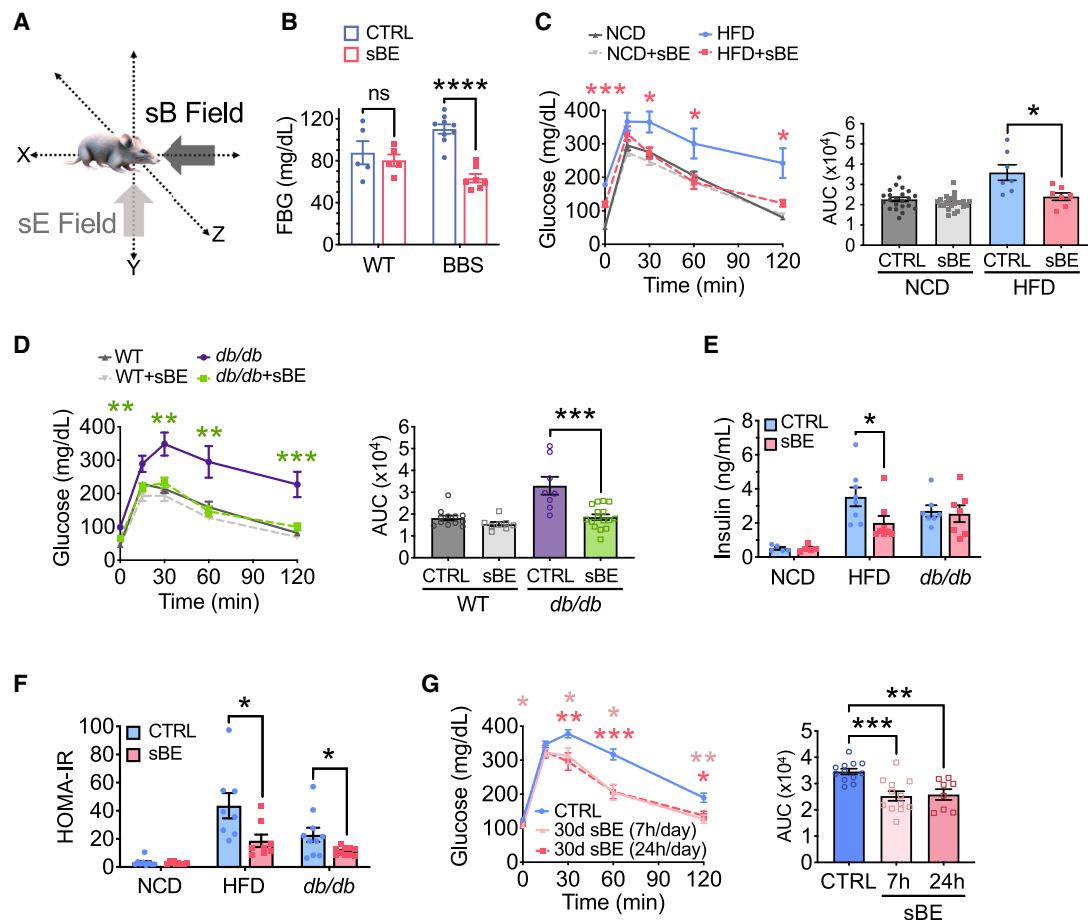 A
sB Field
X
sE Field
Z
Y
B
CTRL
sBE
ns
****
FBG (mg/dL)
120
80
40
0
WT
BBS
C
NCD
HFD
NCD+sBE
HFD+sBE
***
*
*
*
Glucose (mg/dL)
400
300
200
100
0
0
30
60
120
Time (min)
*
AUC (x10⁴)
6
5
4
3
2
1
0
CTRL
sBE
CTRL
sBE
NCD
HFD
D
WT
db/db
WT+sBE
db/db+sBE
**
**
**
***
Glucose (mg/dL)
400
300
200
100
0
0
30
60
120
Time (min)
***
AUC (x10⁴)
6
4
2
0
CTRL
sBE
CTRL
sBE
WT
db/db
E
CTRL
sBE
*
Insulin (ng/mL)
8
6
4
2
0
NCD
HFD
db/db
F
CTRL
sBE
*
*
HOMA-IR
100
80
60
40
20
0
NCD
HFD
db/db
G
*
*
**
*
***
**
*
Glucose (mg/dL)
400
300
200
100
0
CTRL
30d sBE (7h/day)
30d sBE (24h/day)
0
30
60
120
Time (min)
**
***
AUC (x10⁴)
5
4
3
2
1
0
CTRL
7h
24h
sBE